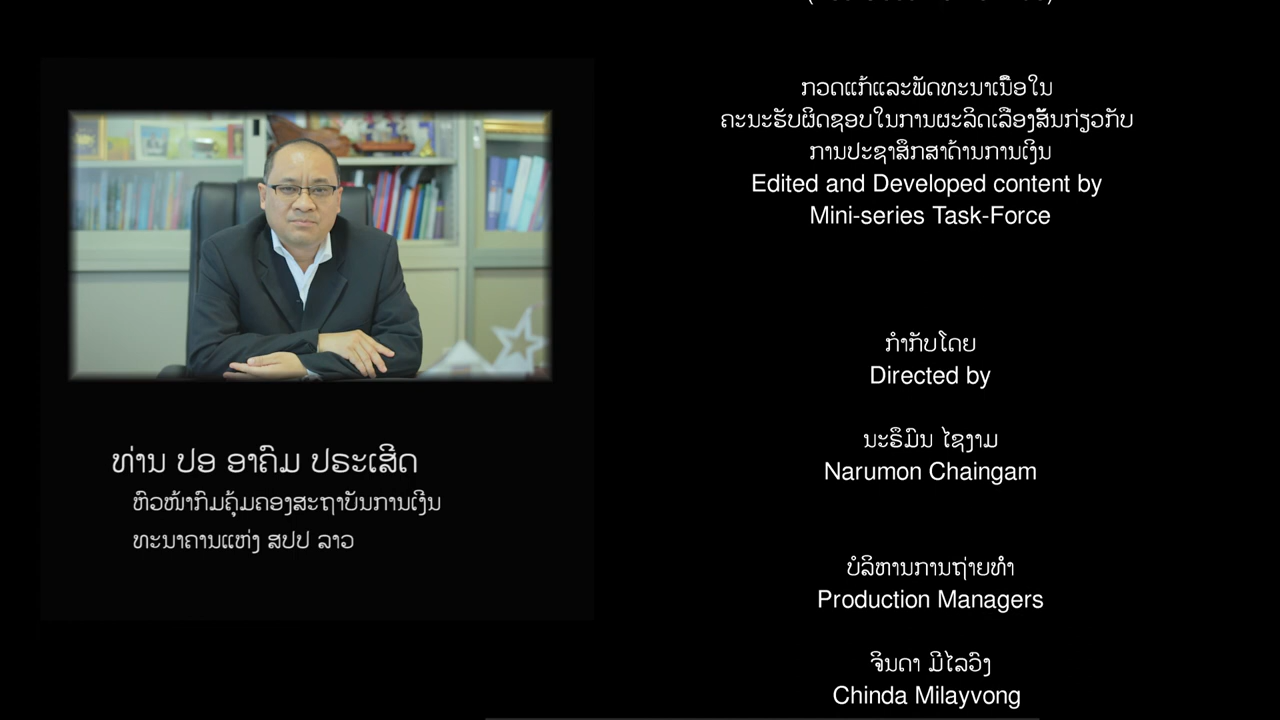 ທ່ານ ປອ ອາຄົມ ປຣະເສີດ
ຫົວໜ້າກົມຄຸ້ມຄອງສະຖາບັນການເງິນ
ທະນາຄານແຫ່ງ ສປປ ລາວ
ກວດແກ້ແລະພັດທະນາເນື້ອໃນ
ຄະນະຮັບຜິດຊອບໃນການຜະລິດເລື່ອງສັ້ນກ່ຽວກັບ
ການປະຊາສຶກສາດ້ານການເງິນ
Edited and Developed content by
Mini-series Task-Force
ກຳກັບໂດຍ
Directed by
ນະຣຶມົນ ໄຊງາມ
Narumon Chaingam
ບໍລິຫານການຖ່າຍທຳ
Production Managers
ຈິນດາ ມີໄລວົງ
Chinda Milayvong